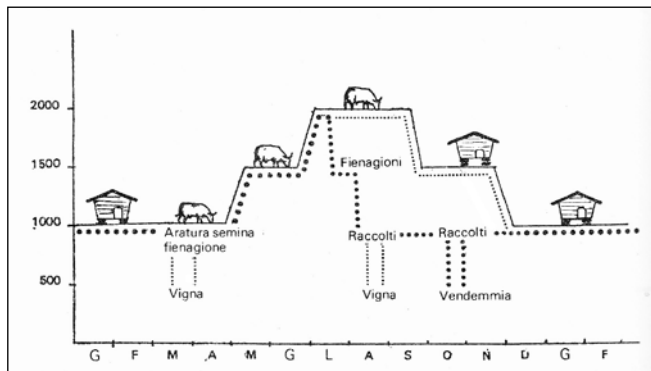 2000
1500
Fienagioni
1000
Aratura semina
fienagione
Raccolti
Raccolti
500
Vigna
Vigna
Vendemmia
G F M A M G L A S O N D G F